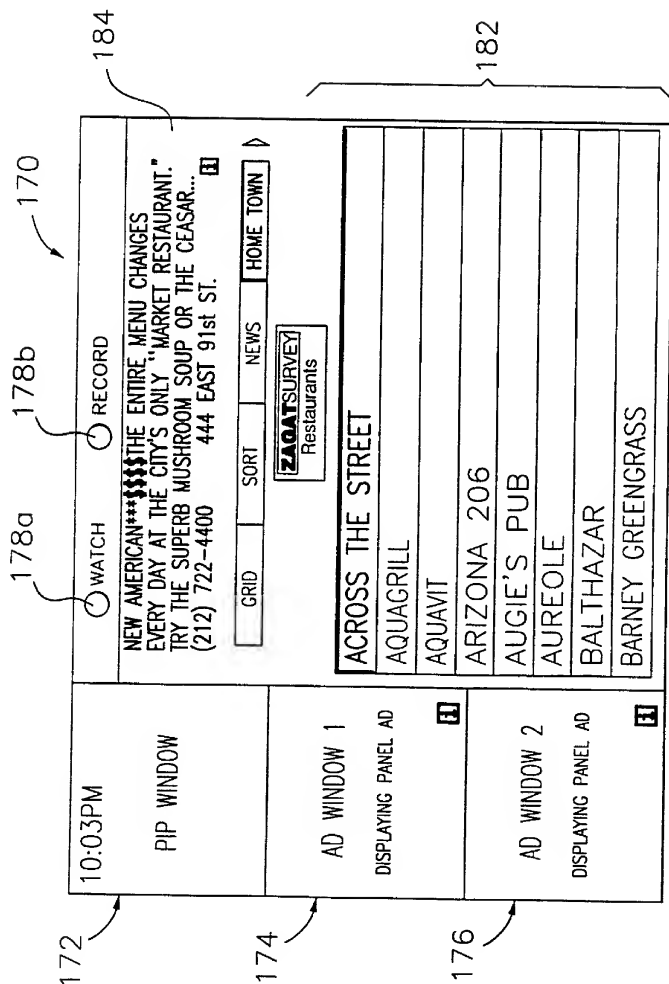 170
178a
178b
184
10:03PM
WATCH
RECORD
172
PIP WINDOW
NEW AMERICAN***$$$$THE ENTIRE MENU CHANGES
EVERY DAY AT THE CITY'S ONLY "MARKET RESTAURANT."
TRY THE SUPERB MUSHROOM SOUP OR THE CEASAR...
(212) 722-4400 444 EAST 91st ST. i
GRID SORT NEWS HOME TOWN
ZAGATSURVEY
Restaurants
174
AD WINDOW 1
DISPLAYING PANEL AD
i
176
AD WINDOW 2
DISPLAYING PANEL AD
i
ACROSS THE STREET
AQUAGRILL
AQUAVIT
ARIZONA 206
AUGIE'S PUB
AUREOLE
BALTHAZAR
BARNEY GREENGRASS
182